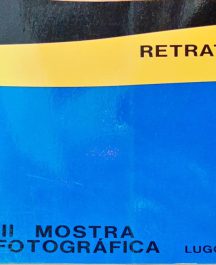 RETRAT
II MOSTRA
FOTOGRÁFICA LUGO